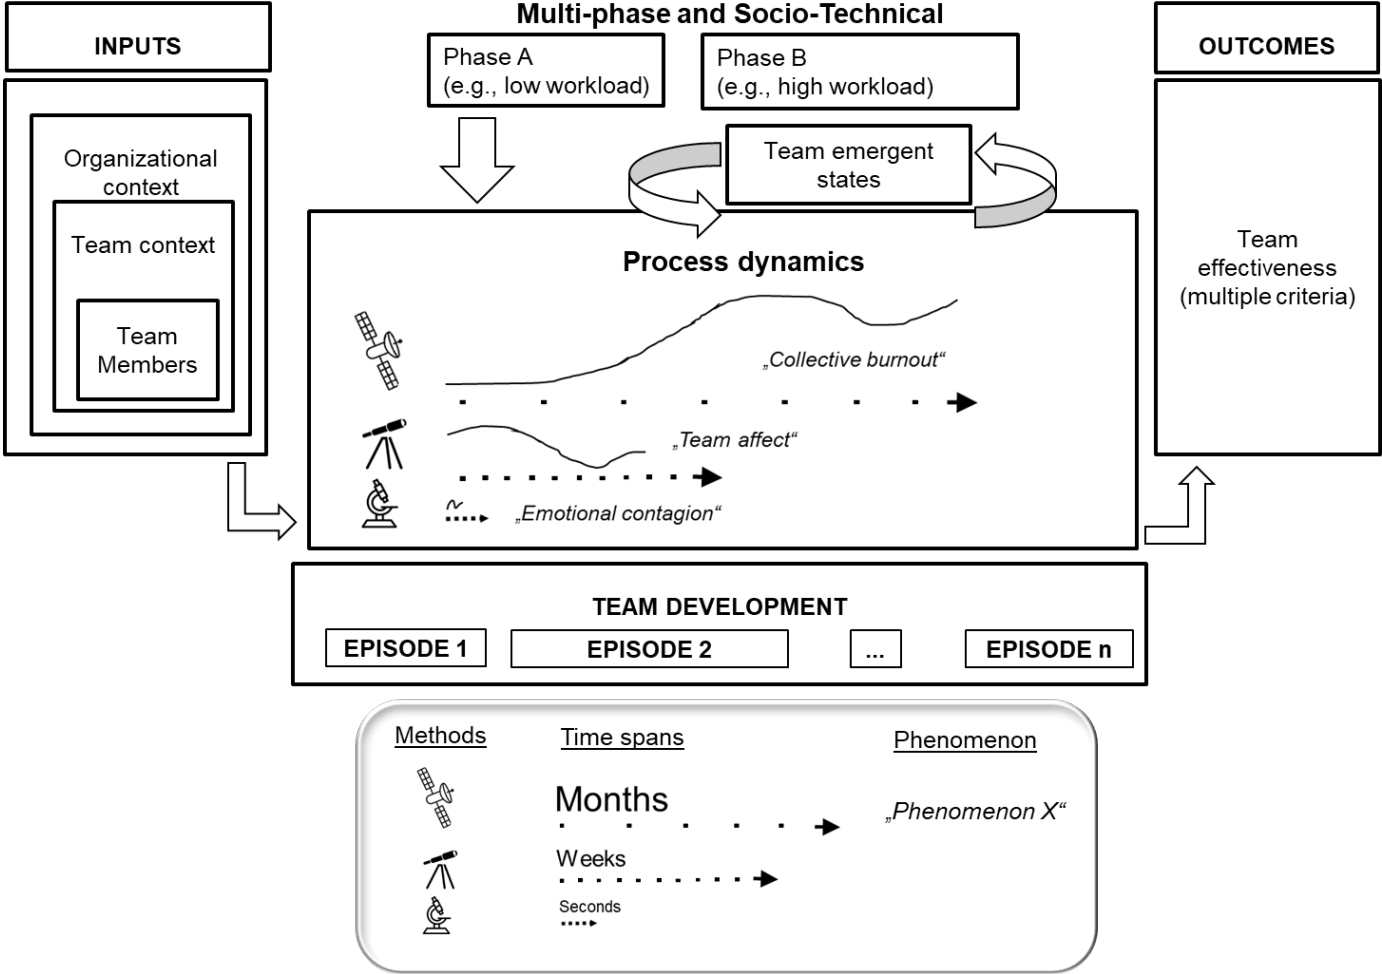 Multi-phase and Socio-Technical
INPUTS
Organizational
context
Team context
Team
Members
Phase A
(e.g., low workload)
Phase B
(e.g., high workload)
Team emergent
states
Process dynamics
„Collective burnout“
„Team affect“
„Emotional contagion“
OUTCOMES
Team
effectiveness
(multiple criteria)
TEAM DEVELOPMENT
EPISODE 1
EPISODE 2
...
EPISODE n
Methods
Time spans
Phenomenon
Months
„Phenomenon X“
Weeks
Seconds